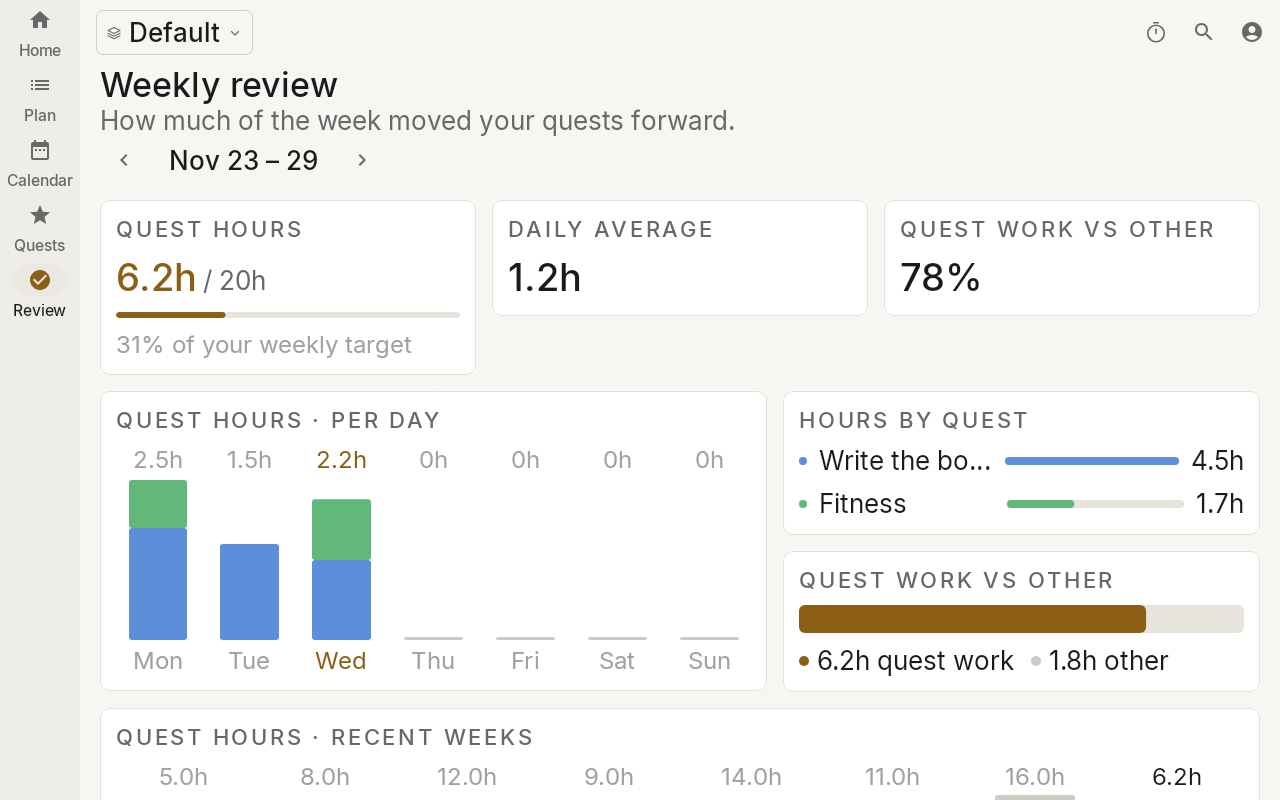 Home
Plan
Calendar
Quests
Review
Default
Weekly review
How much of the week moved your quests forward.
Nov 23 – 29
QUEST HOURS
6.2h / 20h
31% of your weekly target
DAILY AVERAGE
1.2h
QUEST WORK VS OTHER
78%
QUEST HOURS · PER DAY
2.5h 1.5h 2.2h 0h 0h 0h 0h
Mon Tue Wed Thu Fri Sat Sun
HOURS BY QUEST
Write the bo... 4.5h
Fitness 1.7h
QUEST WORK VS OTHER
6.2h quest work 1.8h other
QUEST HOURS · RECENT WEEKS
5.0h 8.0h 12.0h 9.0h 14.0h 11.0h 16.0h 6.2h